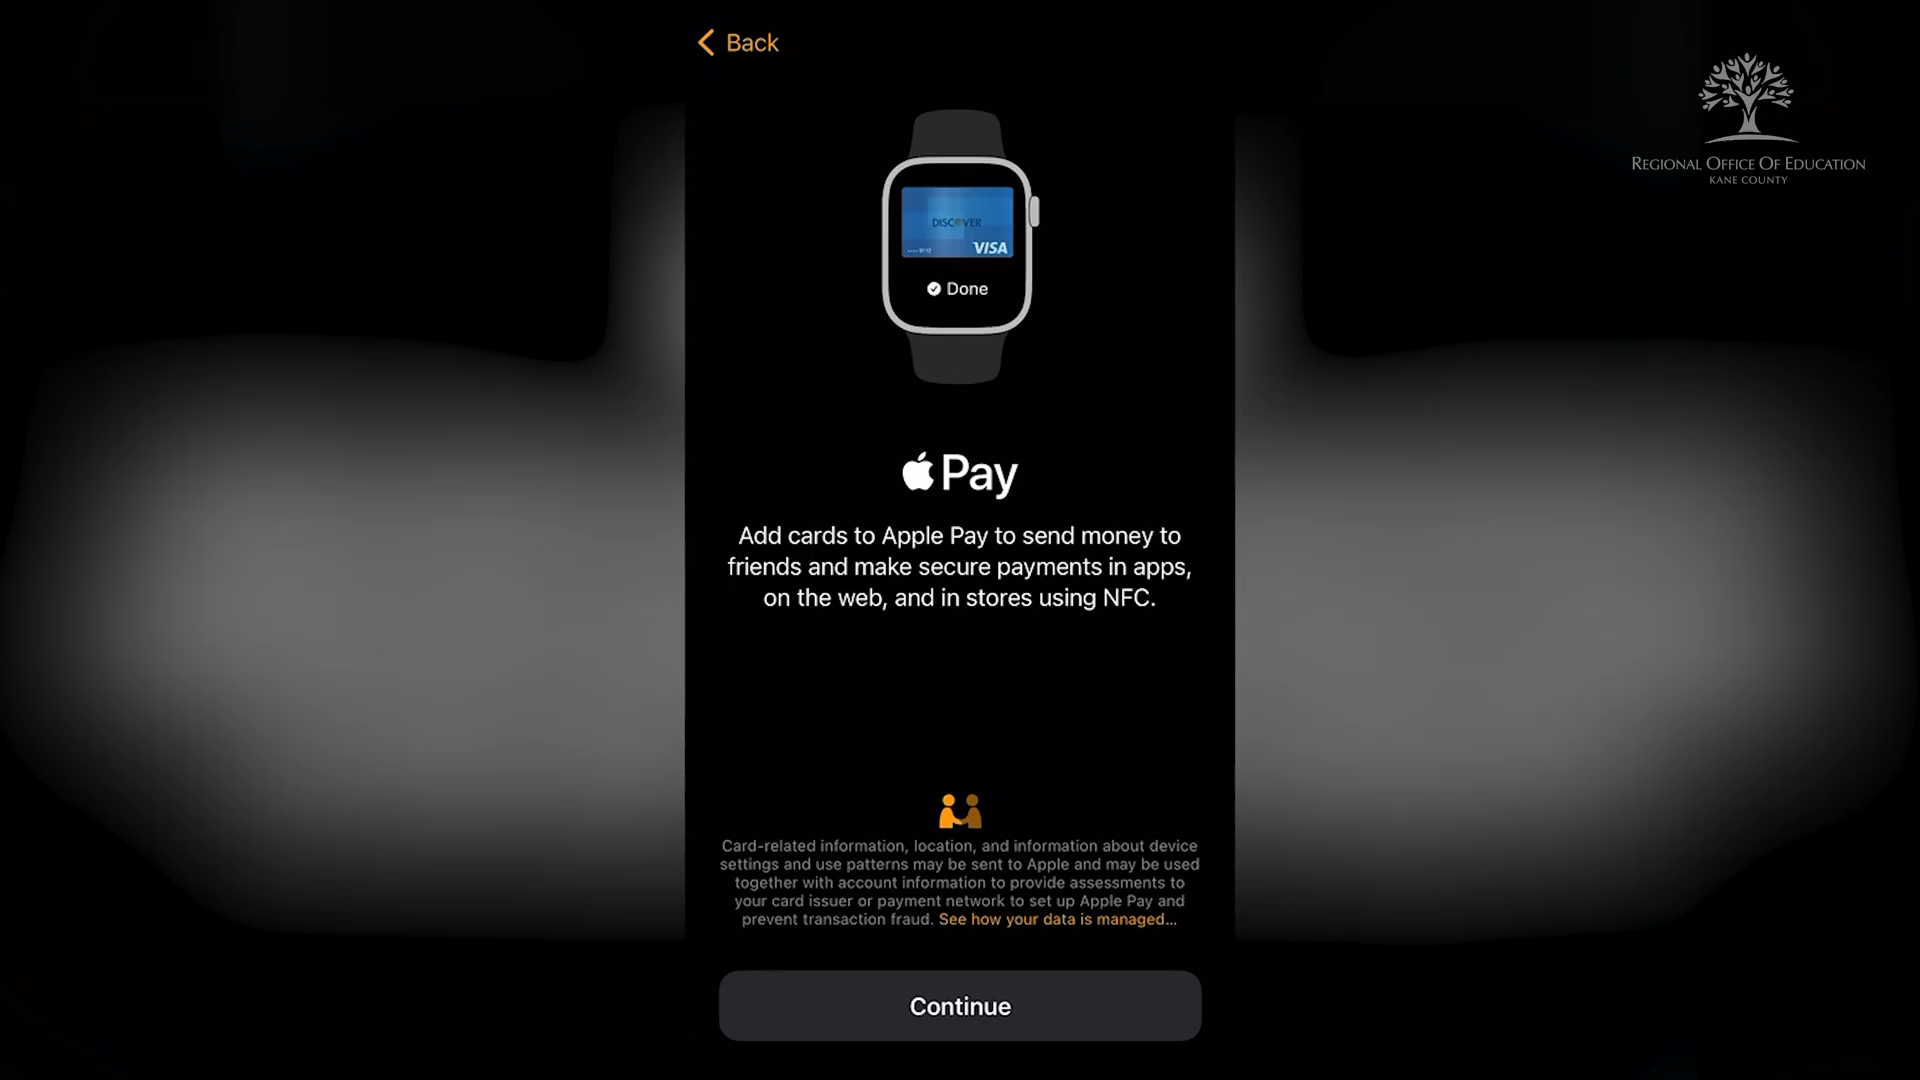 Back
REGIONAL OFFICE OF EDUCATION
KANE COUNTY
DISCOVER
VISA
Done
Pay
Add cards to Apple Pay to send money to
friends and make secure payments in apps,
on the web, and in stores using NFC.
Card-related information, location, and information about device
settings and use patterns may be sent to Apple and may be used
together with account information to provide assessments to
your card issuer or payment network to set up Apple Pay and
prevent transaction fraud. See how your data is managed...
Continue